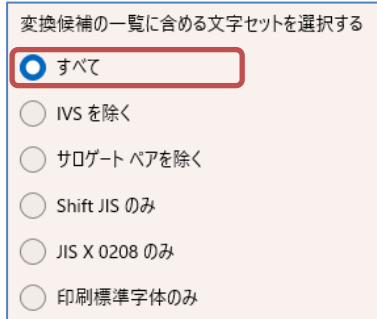 変換候補の一覧に含める文字セットを選択する
すべて
IVS を除く
サロゲート ペアを除く
Shift JIS のみ
JIS X 0208 のみ
印刷標準字体のみ